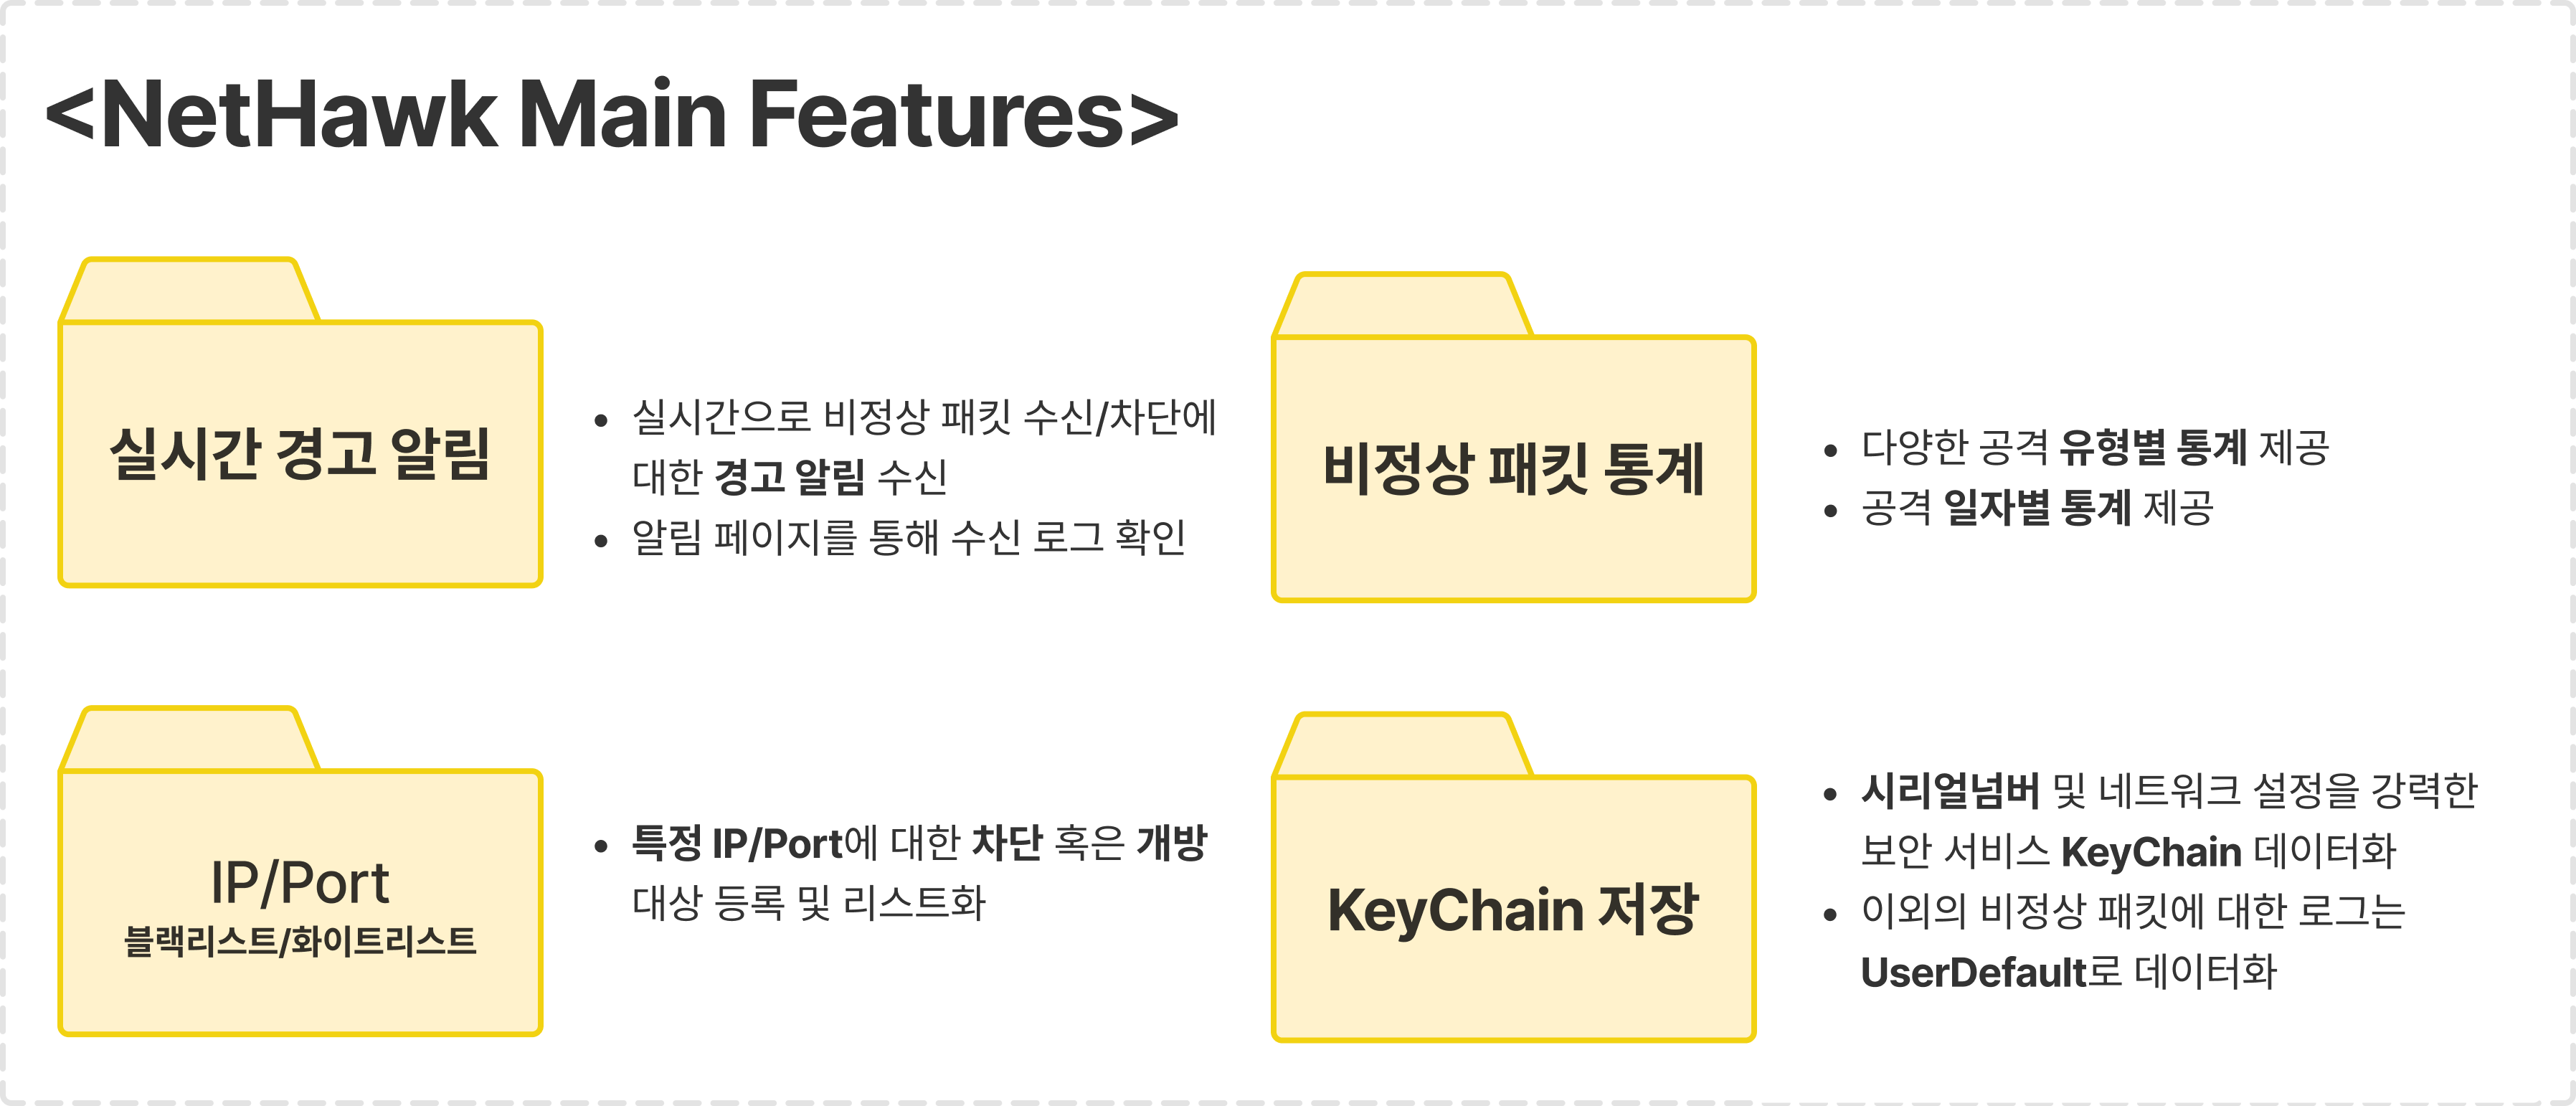 <NetHawk Main Features>
실시간 경고 알림
• 실시간으로 비정상 패킷 수신/차단에
대한 경고 알림 수신
• 알림 페이지를 통해 수신 로그 확인
비정상 패킷 통계
• 다양한 공격 유형별 통계 제공
• 공격 일자별 통계 제공
IP/Port
블랙리스트/화이트리스트
• 특정 IP/Port에 대한 차단 혹은 개방
대상 등록 및 리스트화
KeyChain 저장
• 시리얼넘버 및 네트워크 설정을 강력한
보안 서비스 KeyChain 데이터화
• 이외의 비정상 패킷에 대한 로그는
UserDefault로 데이터화